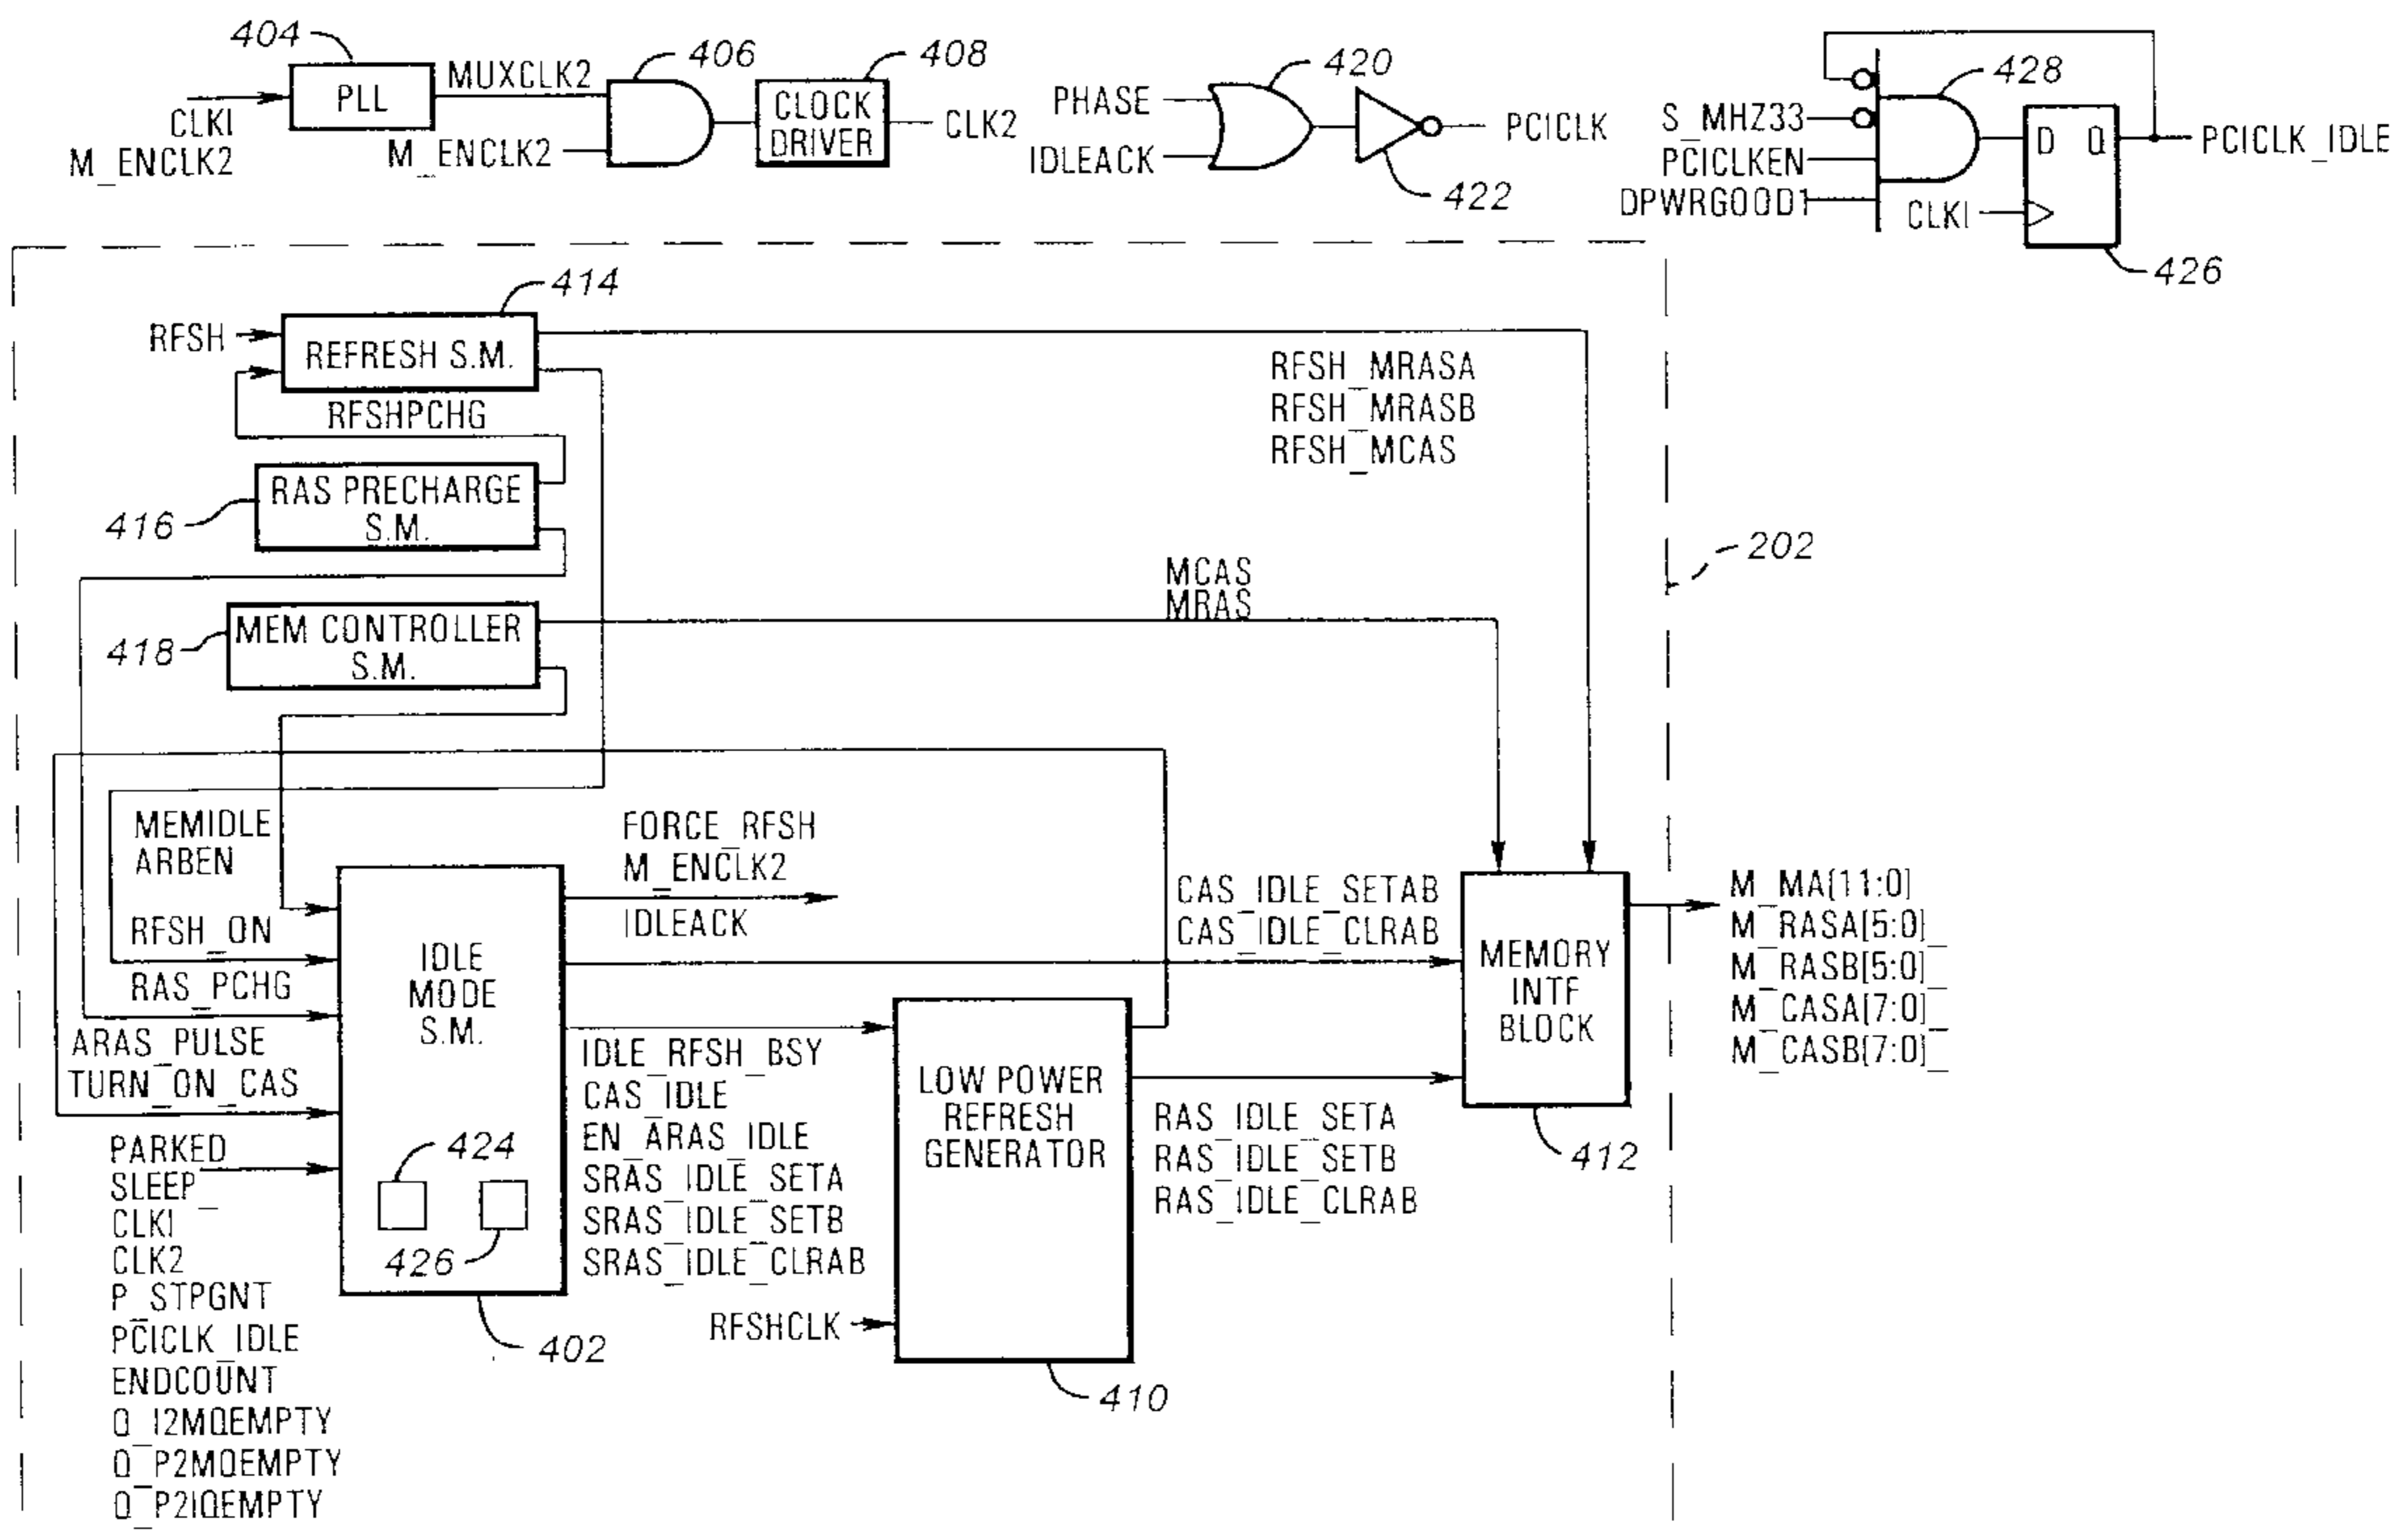 404
PLL
CLKI
M_ENCLK2
MUXCLK2
M_ENCLK2
406
408
CLOCK
DRIVER
CLK2
PHASE
IDLEACK
420
422
PCICLK
S_MHZ33
PCICLKEN
DPWRGOOD1
428
CLKI
D Q
PCICLK_IDLE
426
414
RFSH
REFRESH S.M.
RFSHPCHG
RFSH_MRASA
RFSH_MRASB
RFSH_MCAS
RAS PRECHARGE
S.M.
416
202
MCAS
MRAS
MEM CONTROLLER
S.M.
418
MEMIDLE
ARBEN
RFSH_ON
RAS_PCHG
ARAS_PULSE
TURN_ON_CAS
PARKED
SLEEP_
CLKI
CLK2
P_STPGNT
PCICLK_IDLE
ENDCOUNT
Q_I2MQEMPTY
Q_P2MQEMPTY
Q_P2IQEMPTY
IDLE
MODE
S.M.
424
426
402
FORCE_RFSH
M_ENCLK2
IDLEACK
IDLE_RFSH_BSY
CAS_IDLE
EN_ARAS_IDLE
SRAS_IDLE_SETA
SRAS_IDLE_SETB
SRAS_IDLE_CLRAB
RFSHCLK
LOW POWER
REFRESH
GENERATOR
410
CAS_IDLE_SETAB
CAS_IDLE_CLRAB
RAS_IDLE_SETA
RAS_IDLE_SETB
RAS_IDLE_CLRAB
MEMORY
INTF
BLOCK
412
M_MA[11:0]
M_RASA[5:0]_
M_RASB[5:0]_
M_CASA[7:0]_
M_CASB[7:0]_